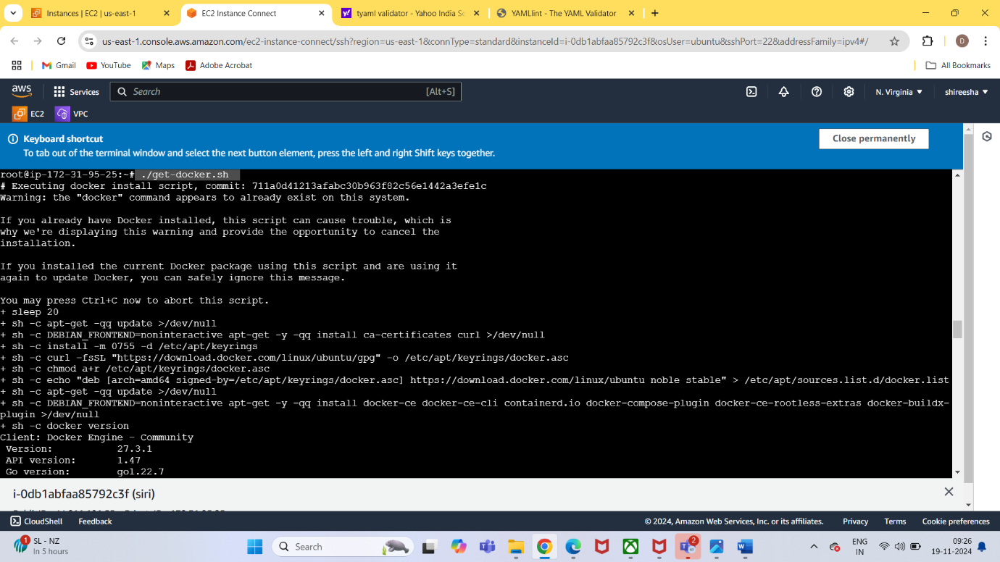 Instances | EC2 | us-east-1
EC2 Instance Connect
tyaml validator - Yahoo India Se
YAMLlint - The YAML Validator
us-east-1.console.aws.amazon.com/ec2-instance-connect/ssh?region=us-east-1&connType=standard&instanceId=i-0db1abfaa85792c3f&osUser=ubuntu&sshPort=22&addressFamily=ipv4#/
D
Gmail
YouTube
Maps
Adobe Acrobat
All Bookmarks
aws
Services
Search
[Alt+S]
N. Virginia
shireesha
EC2
VPC
Keyboard shortcut
To tab out of the terminal window and select the next button element, press the left and right Shift keys together.
Close permanently
root@ip-172-31-95-25:~# ./get-docker.sh
# Executing docker install script, commit: 711a0d41213afabc30b963f82c56e1442a3efe1c
Warning: the "docker" command appears to already exist on this system.
If you already have Docker installed, this script can cause trouble, which is
why we're displaying this warning and provide the opportunity to cancel the
installation.
If you installed the current Docker package using this script and are using it
again to update Docker, you can safely ignore this message.
You may press Ctrl+C now to abort this script.
+ sleep 20
+ sh -c apt-get -qq update >/dev/null
+ sh -c DEBIAN_FRONTEND=noninteractive apt-get -y -qq install ca-certificates curl >/dev/null
+ sh -c install -m 0755 -d /etc/apt/keyrings
+ sh -c curl -fsSL "https://download.docker.com/linux/ubuntu/gpg" -o /etc/apt/keyrings/docker.asc
+ sh -c chmod a+r /etc/apt/keyrings/docker.asc
+ sh -c echo "deb [arch=amd64 signed-by=/etc/apt/keyrings/docker.asc] https://download.docker.com/linux/ubuntu noble stable" > /etc/apt/sources.list.d/docker.list
+ sh -c apt-get -qq update >/dev/null
+ sh -c DEBIAN_FRONTEND=noninteractive apt-get -y -qq install docker-ce docker-ce-cli containerd.io docker-compose-plugin docker-ce-rootless-extras docker-buildx-
plugin >/dev/null
+ sh -c docker version
Client: Docker Engine - Community
Version: 27.3.1
API version: 1.47
Go version: go1.22.7
i-0db1abfaa85792c3f (siri)
CloudShell
Feedback
© 2024, Amazon Web Services, Inc. or its affiliates.
Privacy
Terms
Cookie preferences
1
SL - NZ
In 5 hours
Search
2
ENG
IN
09:26
19-11-2024